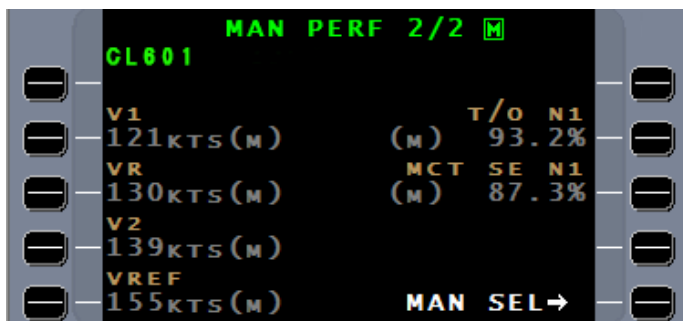 MAN PERF 2/2 M
CL601
V1 T/O N1
121KTS(M) (M) 93.2%
VR MCT SE N1
130KTS(M) (M) 87.3%
V2
139KTS(M)
VREF
155KTS(M) MAN SEL→